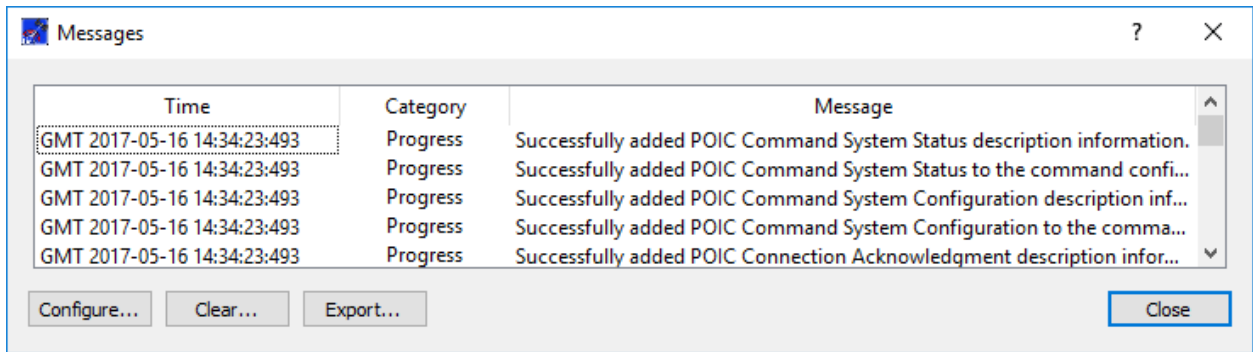 Messages
Time Category Message
GMT 2017-05-16 14:34:23:493 Progress Successfully added POIC Command System Status description information.
GMT 2017-05-16 14:34:23:493 Progress Successfully added POIC Command System Status to the command confi...
GMT 2017-05-16 14:34:23:493 Progress Successfully added POIC Command System Configuration description inf...
GMT 2017-05-16 14:34:23:493 Progress Successfully added POIC Command System Configuration to the comma...
GMT 2017-05-16 14:34:23:493 Progress Successfully added POIC Connection Acknowledgment description infor...
Configure... Clear... Export... Close